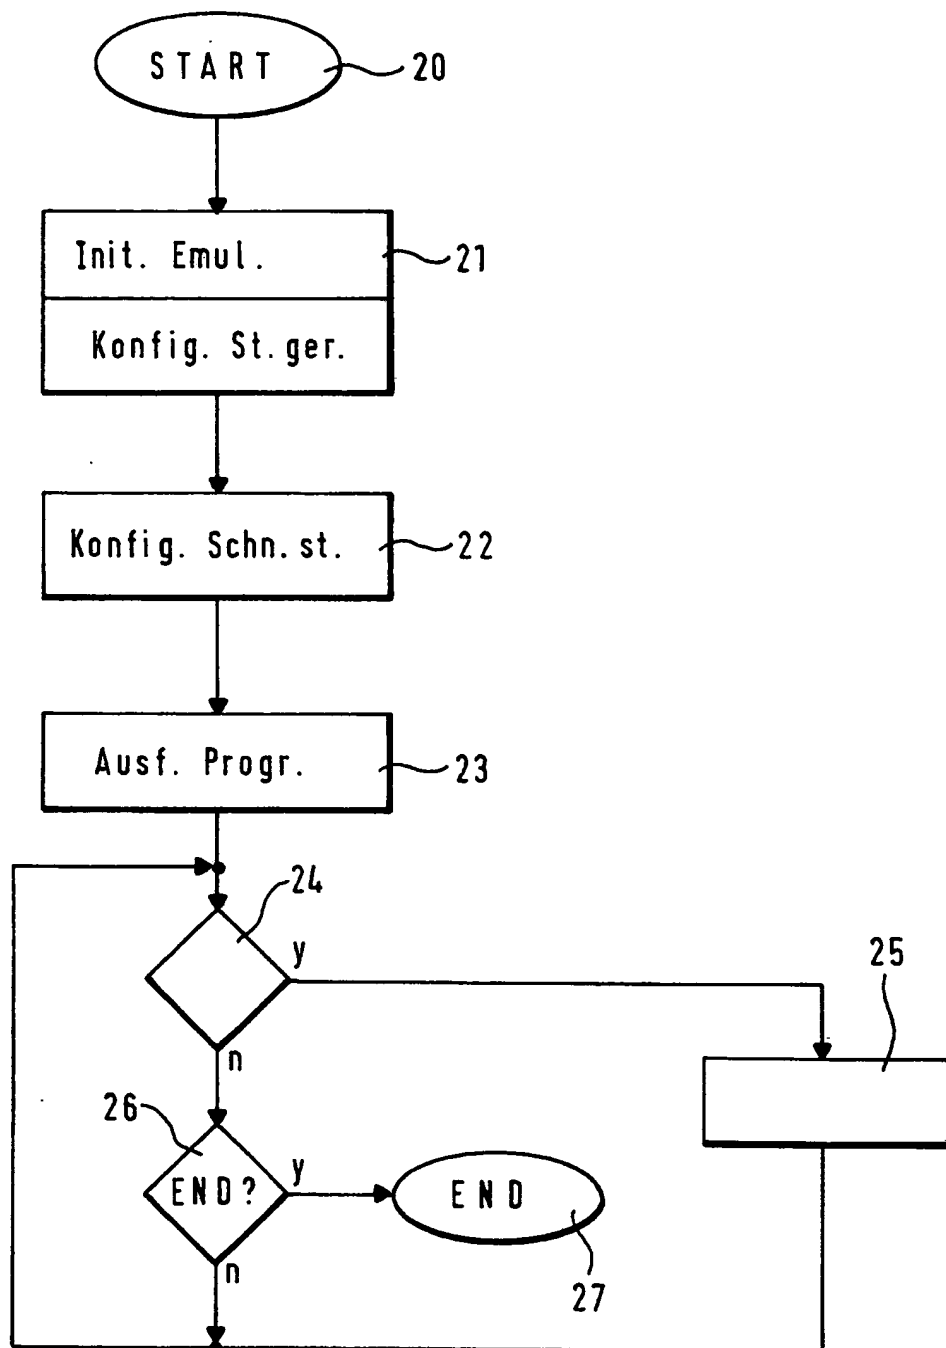 START
20
Init. Emul.
21
Konfig. St.ger.
Konfig. Schn.st.
22
Ausf. Progr.
23
24
y
25
n
26
END?
y
END
n
27